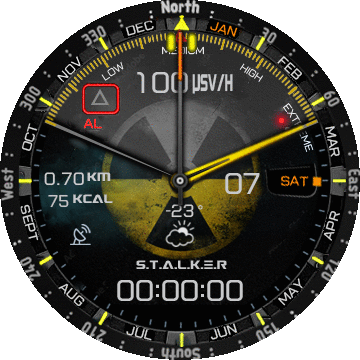 North
330
30
DEC
JAN
NOV
FEB
MEDIUM
LOW
HIGH
300
60
100 µSV/H
AL
EXTREME
OCT
MAR
West
East
0.70 KM
75 KCAL
07
SAT
-23°
SEPT
APR
240
S.T.A.L.K.E.R
00:00:00
AUG
MAY
JUL
JUN
210
South